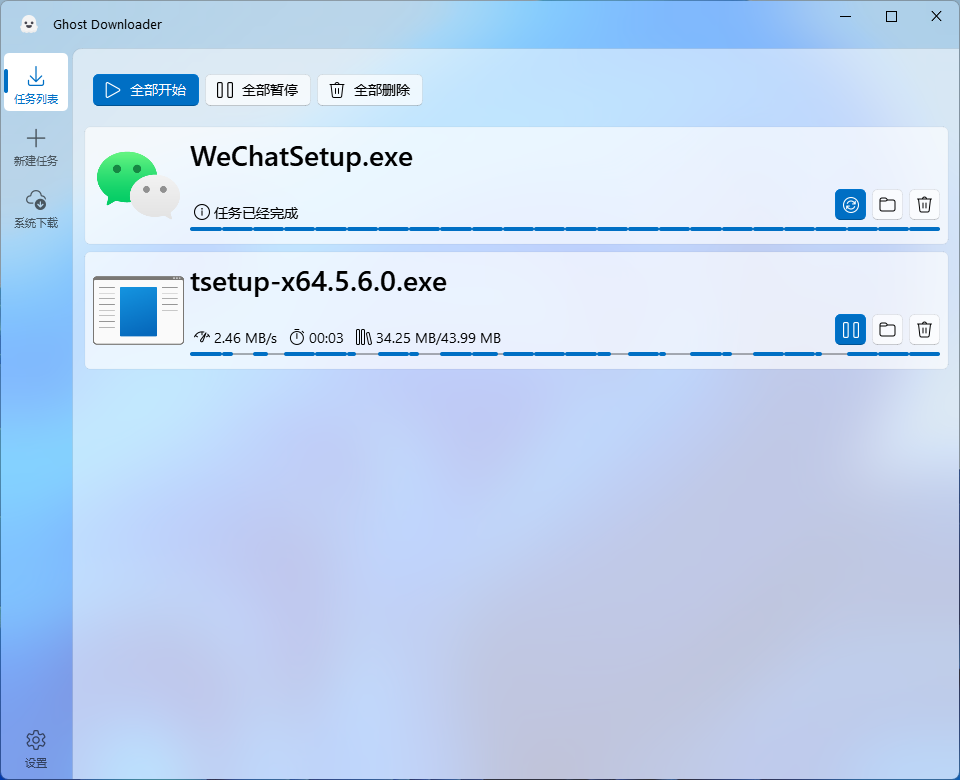 Ghost Downloader
任务列表
新建任务
系统下载
设置
全部开始 全部暂停 全部删除
WeChatSetup.exe
任务已经完成
tsetup-x64.5.6.0.exe
2.46 MB/s 00:03 34.25 MB/43.99 MB